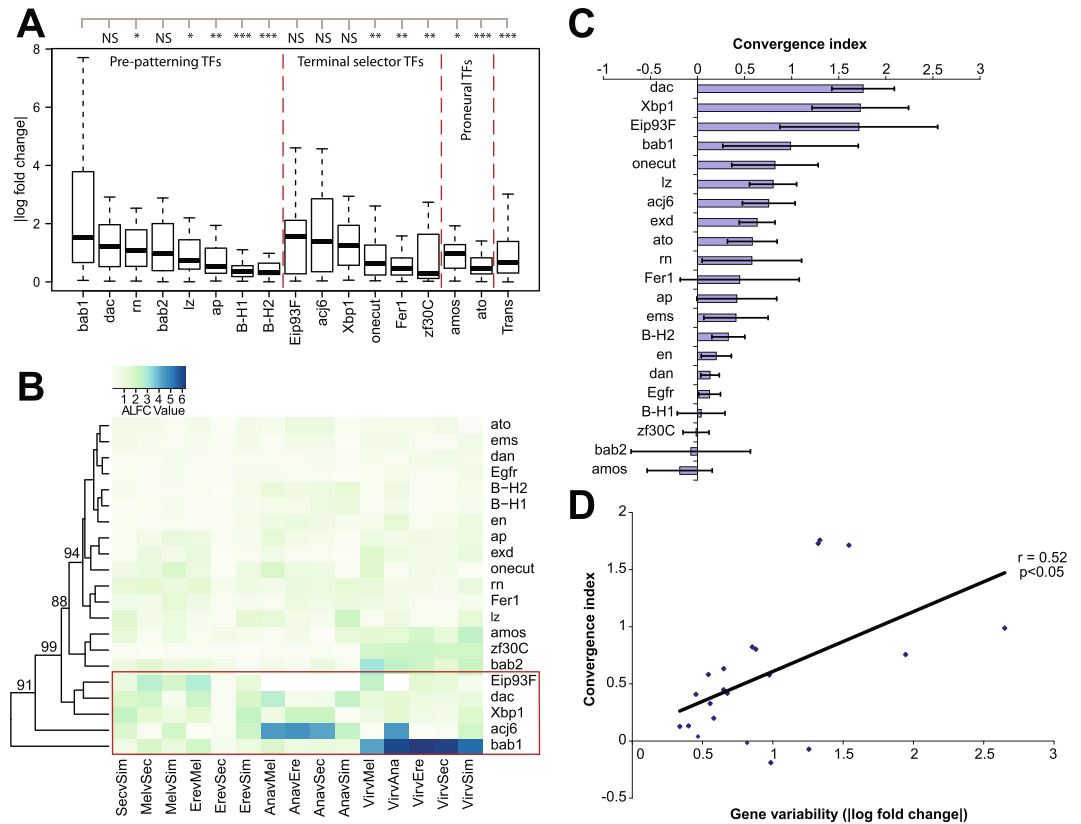 A
NS * NS * ** *** *** NS NS NS ** ** ** * *** ***
Pre-patterning TFs
Terminal selector TFs
Proneural TFs
|log fold change|
8
6
4
2
0
bab1 dac rn bab2 lz ap B-H1 B-H2 Eip93F acj6 Xbp1 onecut Fer1 zf30C amos ato Trans
B
1 2 3 4 5 6
ALFC Value
ato
ems
dan
Egfr
B-H2
B-H1
en
ap
exd
onecut
rn
Fer1
lz
amos
zf30C
bab2
Eip93F
dac
Xbp1
acj6
bab1
94
88
99
91
SecvSim MelvSec MelvSim ErevMel ErevSec ErevSim AnavMel AnavEre AnavSec AnavSim VirvMel VirvAna VirvEre VirvSec VirvSim
C
Convergence index
-1 -0.5 0 0.5 1 1.5 2 2.5 3
dac
Xbp1
Eip93F
bab1
onecut
lz
acj6
exd
ato
rn
Fer1
ap
ems
B-H2
en
dan
Egfr
B-H1
zf30C
bab2
amos
D
Convergence index
2
1.5
1
0.5
0
-0.5
r = 0.52
p<0.05
0 0.5 1 1.5 2 2.5 3
Gene variability (|log fold change|)